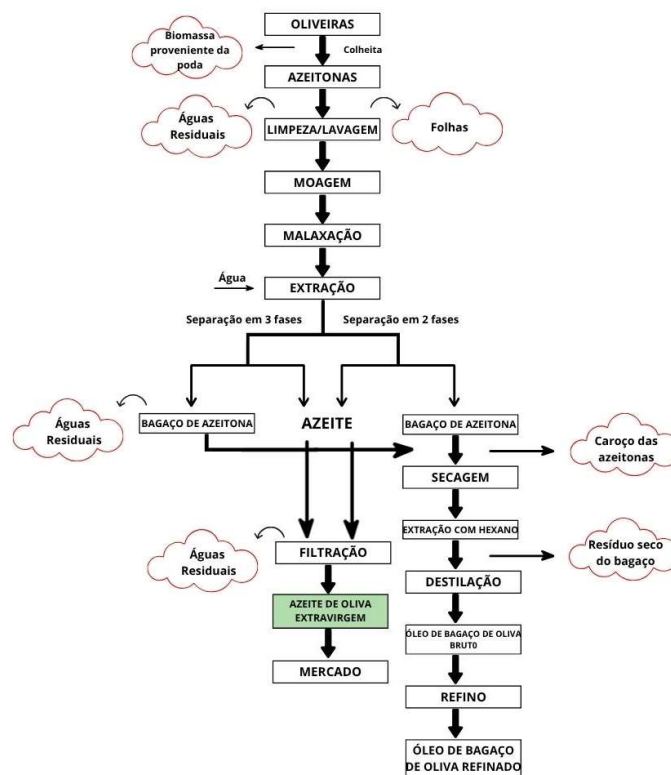 OLIVEIRAS
Biomassa
proveniente da
poda
Colheita
AZEITONAS
Águas
Residuais
LIMPEZA/LAVAGEM
Folhas
MOAGEM
MALAXAÇÃO
Água
EXTRAÇÃO
Separação em 3 fases
Separação em 2 fases
Águas
Residuais
BAGAÇO DE AZEITONA
AZEITE
BAGAÇO DE AZEITONA
Caroço das
azeitonas
SECAGEM
EXTRAÇÃO COM HEXANO
Águas
Residuais
FILTRAÇÃO
Resíduo seco
do bagaço
DESTILAÇÃO
AZEITE DE OLIVA
EXTRAVIRGEM
ÓLEO DE BAGAÇO DE OLIVA
BRUT0
MERCADO
REFINO
ÓLEO DE BAGAÇO
DE OLIVA REFINADO